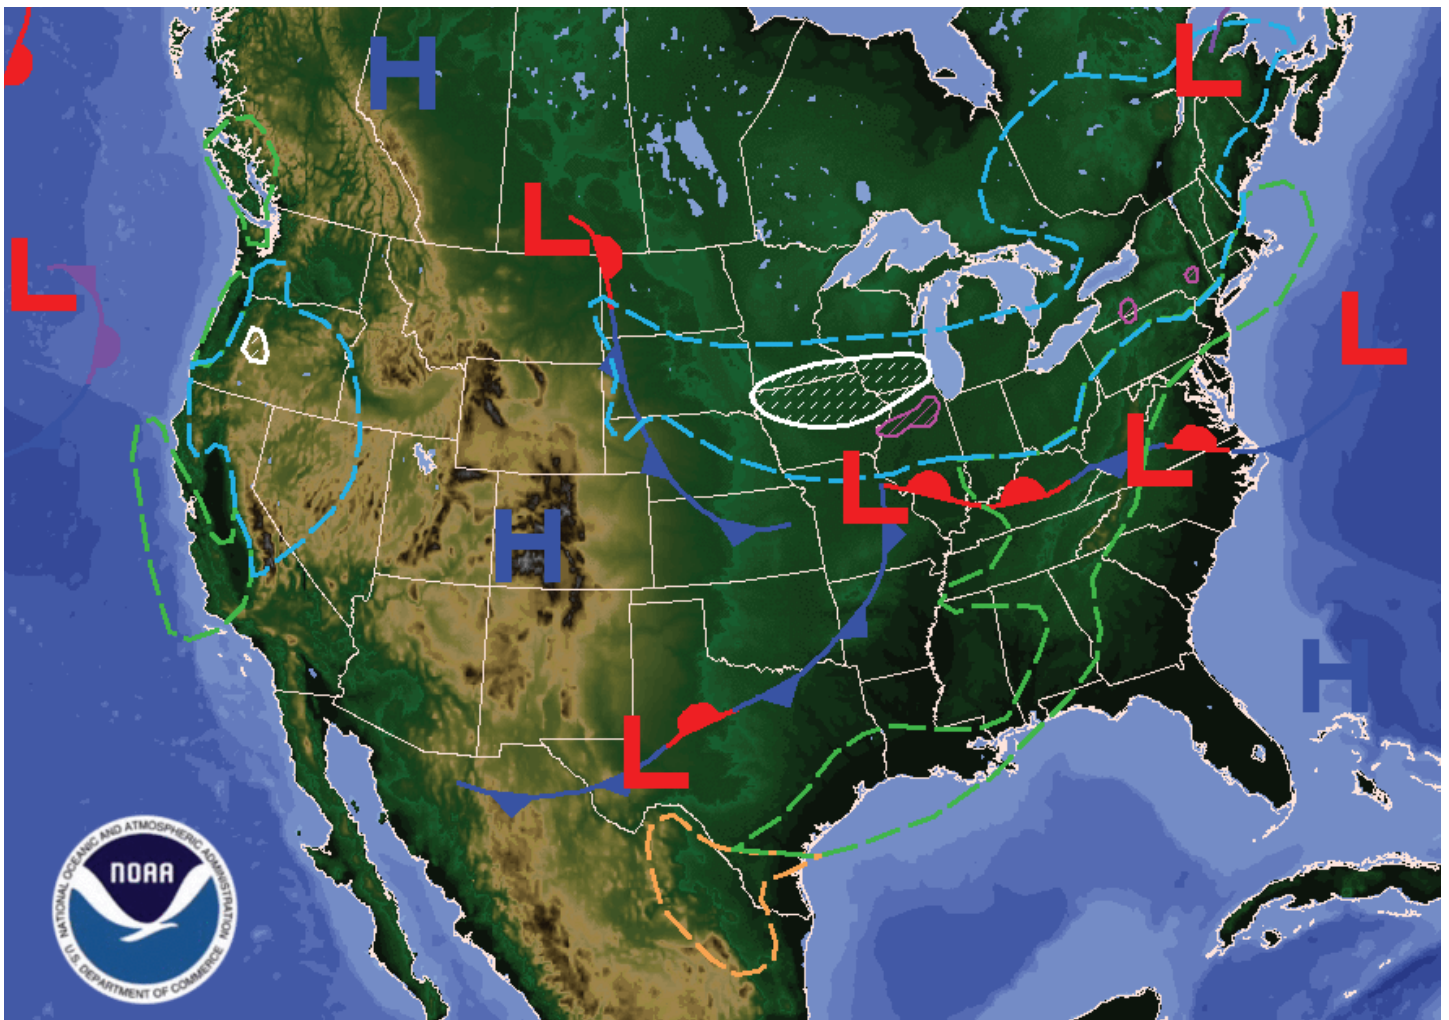 H
L
L
L
L
L
L
H
L
H
L
NOAA
NATIONAL OCEANIC AND ATMOSPHERIC ADMINISTRATION
U.S. DEPARTMENT OF COMMERCE